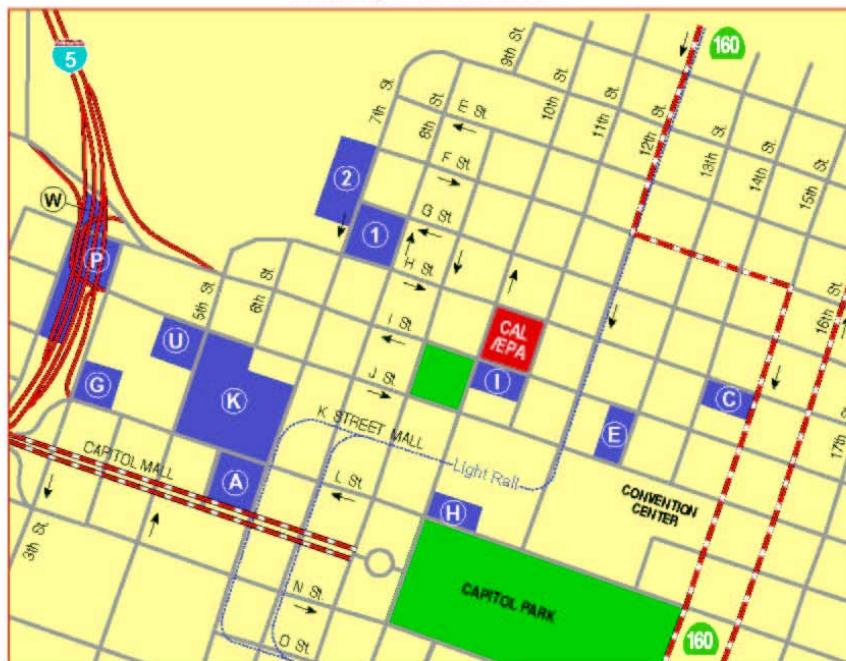 5
160
9th St.
7th St.
8th St.
10th St.
11th St.
12th St.
13th St.
14th St.
15th St.
E St.
F St.
G St.
H St.
I St.
J St.
2
1
W
P
5th St.
6th St.
U
G
K
A
CAL
/EPA
I
C
E
H
16th St.
17th
K STREET MALL
CAPITOL MALL
Light Rail
L St.
CONVENTION
CENTER
3th St.
N St.
O St.
CAPITOL PARK
160